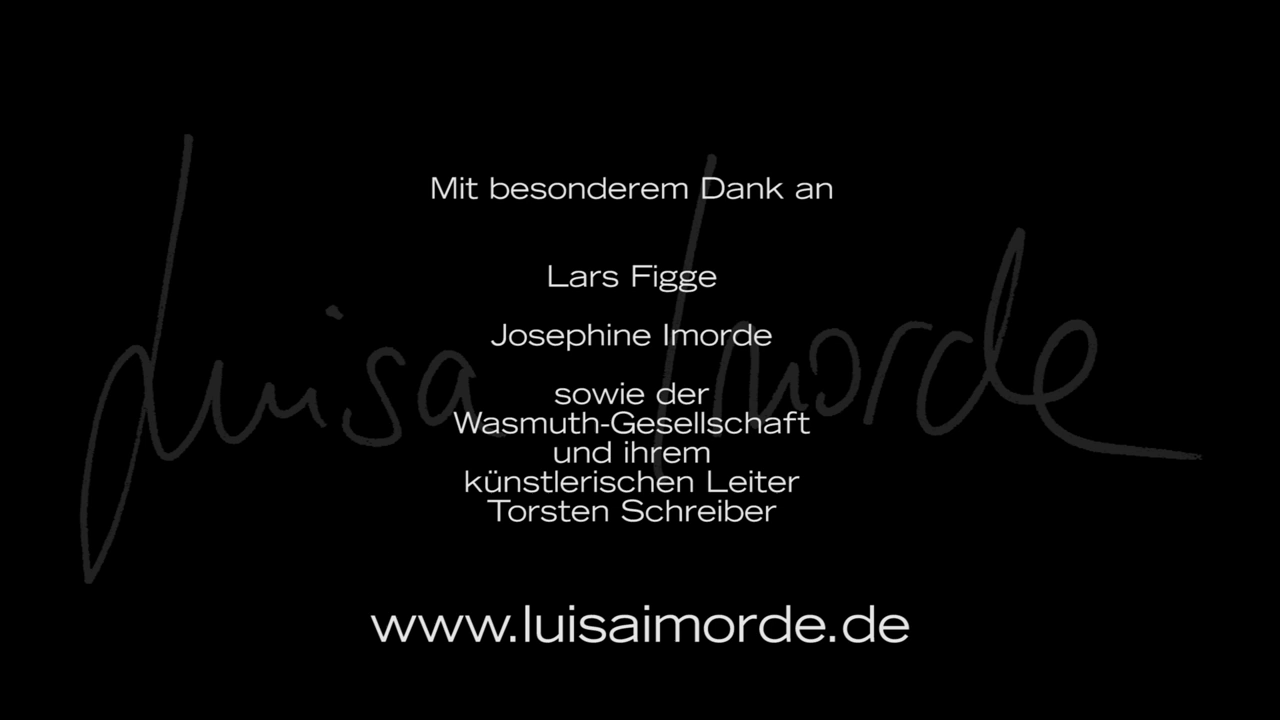 Mit besonderem Dank an
Lars Figge
Josephine Imorde
sowie der
Wasmuth-Gesellschaft
und ihrem
künstlerischen Leiter
Torsten Schreiber
Luisa Imorde
www.luisaimorde.de